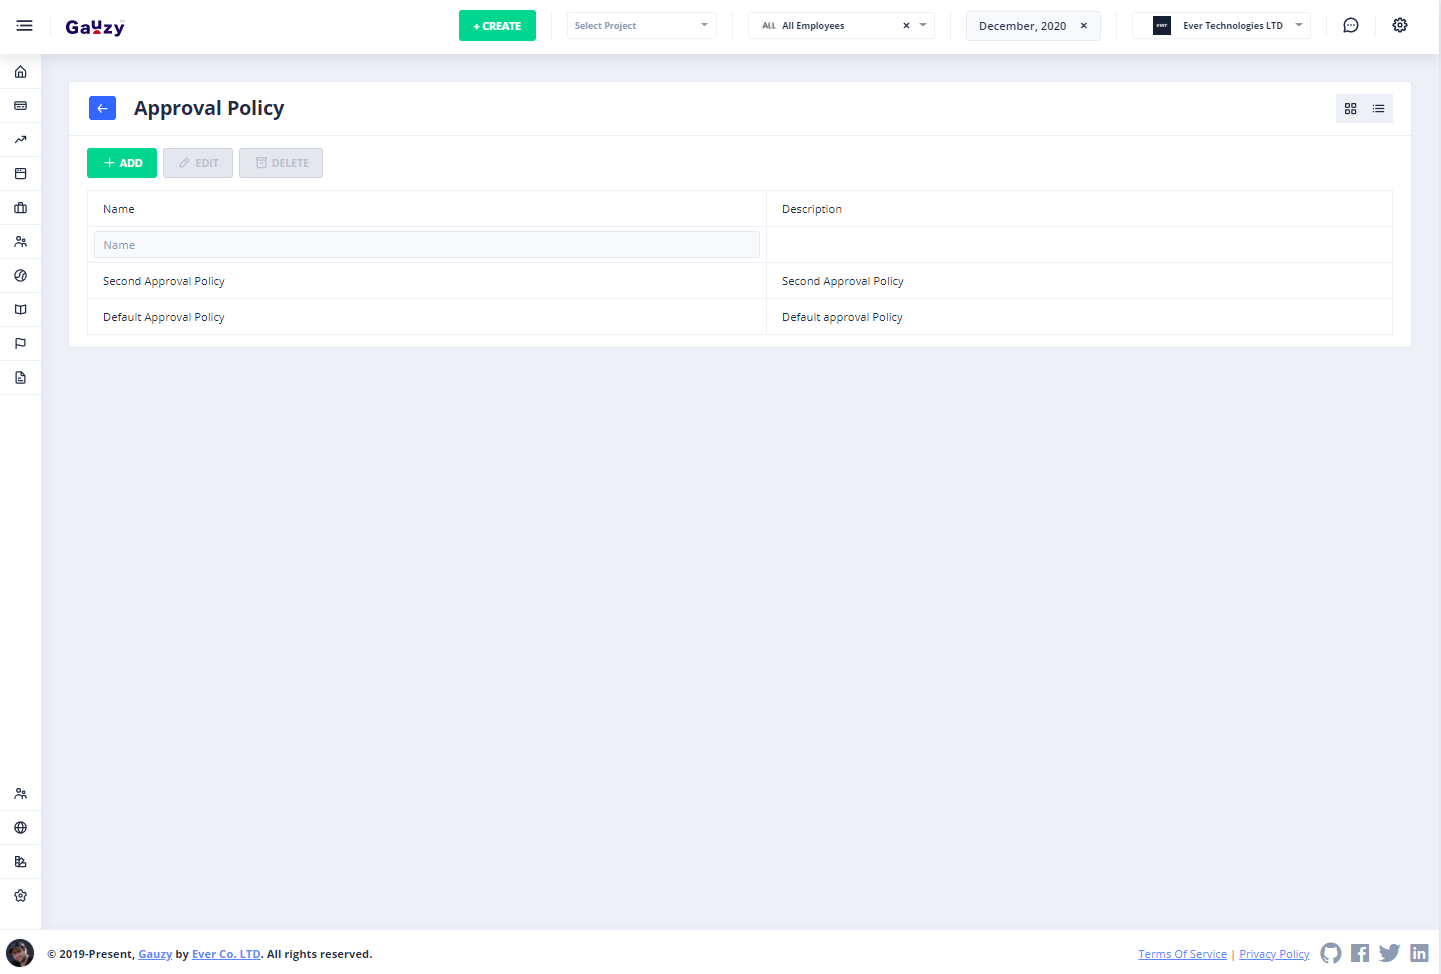 Gauzy
+ CREATE
Select Project
ALL All Employees ×
December, 2020 ×
ever Ever Technologies LTD
Approval Policy
+ ADD
EDIT
DELETE
Name Description
Name
Second Approval Policy Second Approval Policy
Default Approval Policy Default approval Policy
© 2019-Present, Gauzy by Ever Co. LTD. All rights reserved.
Terms Of Service | Privacy Policy